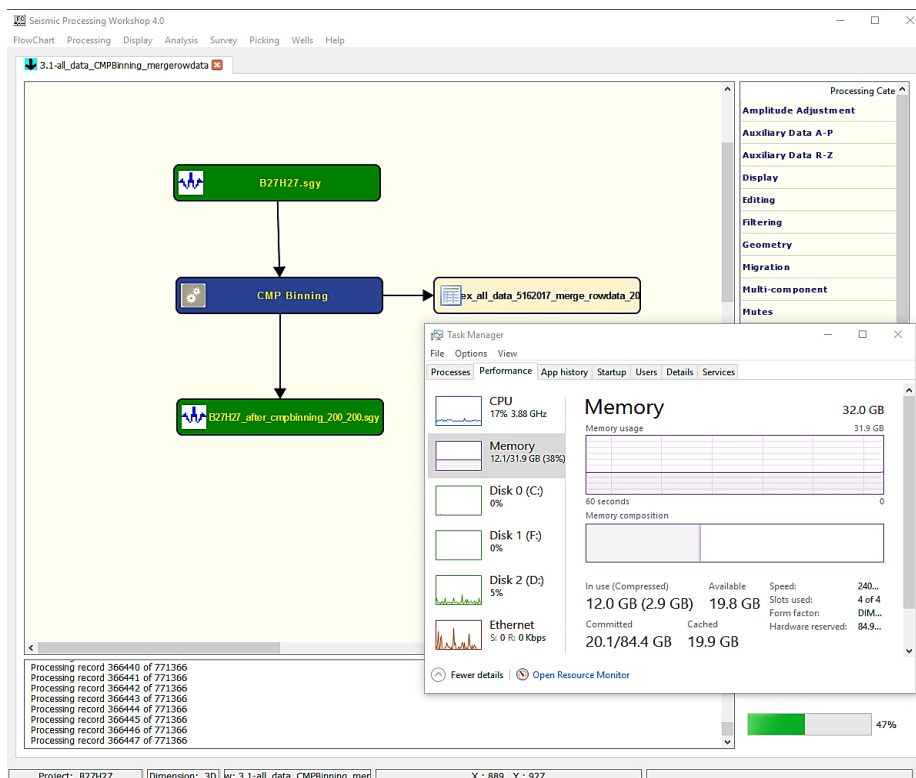 Seismic Processing Workshop 4.0
FlowChart Processing Display Analysis Survey Picking Wells Help
3.1-all_data_CMPBinning_mergerowdata
Processing Cate
B27H27.sgy
CMP Binning
ex_all_data_5162017_merge_rowdata_20
B27H27_after_cmpbinning_200_200.sgy
Amplitude Adjustment
Auxiliary Data A-P
Auxiliary Data R-Z
Display
Editing
Filtering
Geometry
Migration
Multi-component
Mutes
Task Manager
File Options View
Processes Performance App history Startup Users Details Services
CPU
17% 3.88 GHz
Memory
12.1/31.9 GB (38%)
Disk 0 (C:)
0%
Disk 1 (F:)
0%
Disk 2 (D:)
5%
Ethernet
S: 0 R: 0 Kbps
Memory 32.0 GB
Memory usage 31.9 GB
60 seconds 0
Memory composition
In use (Compressed) Available
12.0 GB (2.9 GB) 19.8 GB
Committed Cached
20.1/84.4 GB 19.9 GB
Speed: 240...
Slots used: 4 of 4
Form factor: DIM...
Hardware reserved: 84.9...
Fewer details Open Resource Monitor
Processing record 366440 of 771366
Processing record 366441 of 771366
Processing record 366442 of 771366
Processing record 366443 of 771366
Processing record 366444 of 771366
Processing record 366445 of 771366
Processing record 366446 of 771366
Processing record 366447 of 771366
47%
Project: B27H27 Dimension: 3D w: 3.1-all_data_CMPBinning_mer X : 889 Y : 927